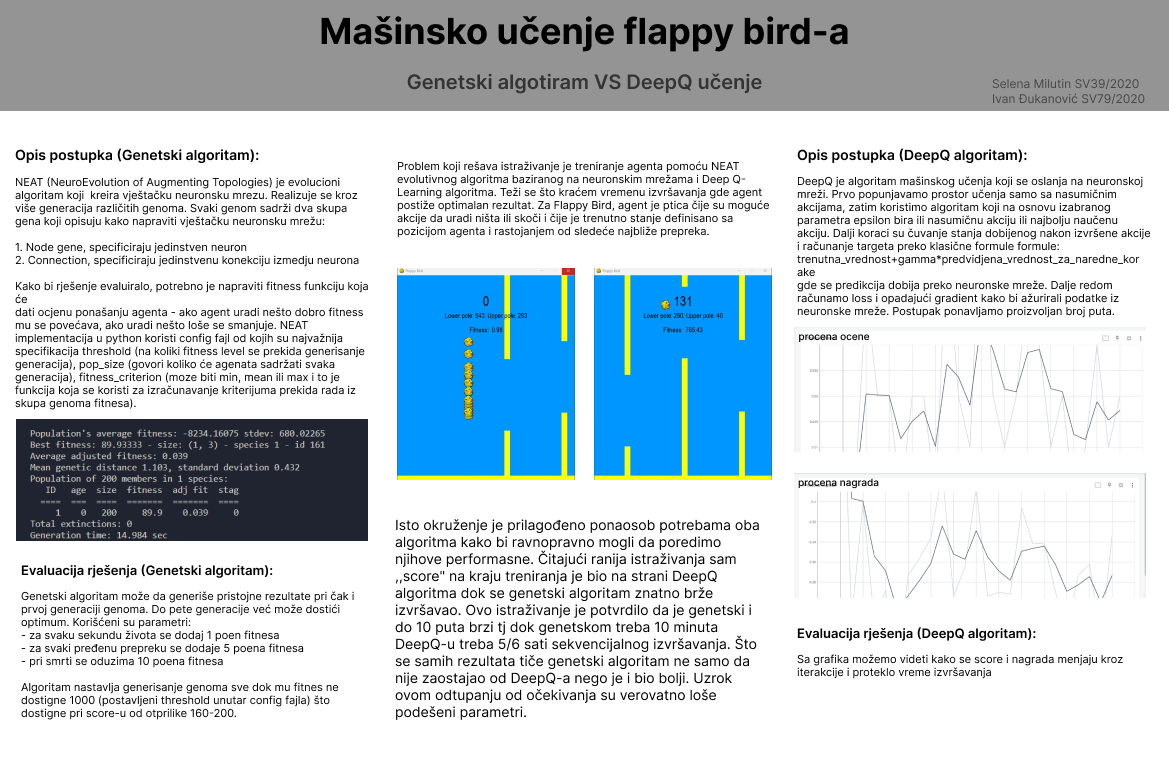 Mašinsko učenje flappy bird-a
Genetski algotiram VS DeepQ učenje
Selena Milutin SV39/2020
Ivan Đukanović SV79/2020
Opis postupka (Genetski algoritam):
NEAT (NeuroEvolution of Augmenting Topologies) je evolucioni
algoritam koji  kreira vještačku neuronsku mrezu. Realizuje se kroz
više generacija različitih genoma. Svaki genom sadrži dva skupa
gena koji opisuju kako napraviti vještačku neuronsku mrežu:
1. Node gene, specificiraju jedinstven neuron
2. Connection, specificiraju jedinstvenu konekciju izmedju neurona
Kako bi rješenje evaluiralo, potrebno je napraviti fitness funkciju koja
će
dati ocjenu ponašanju agenta - ako agent uradi nešto dobro fitness
mu se povećava, ako uradi nešto loše se smanjuje. NEAT
implementacija u python koristi config fajl od kojih su najvažnija
specifikacija threshold (na koliki fitness level se prekida generisanje
generacija), pop_size (govori koliko će agenata sadržati svaka
generacija), fitness_criterion (moze biti min, mean ili max i to je
funkcija koja se koristi za izračunavanje kriterijuma prekida rada iz
skupa genoma fitnesa).
Population's average fitness: -8234.16075 stdev: 680.02265
Best fitness: 89.93333 - size: (1, 3) - species 1 - id 161
Average adjusted fitness: 0.039
Mean genetic distance 1.103, standard deviation 0.432
Population of 200 members in 1 species:
ID   age  size  fitness  adj fit  stag
====  ===  ====  =======  =======  ====
1    0   200     89.9    0.039     0
Total extinctions: 0
Generation time: 14.984 sec
Evaluacija rješenja (Genetski algoritam):
Genetski algoritam može da generiše pristojne rezultate pri čak i
prvoj generaciji genoma. Do pete generacije već može dostići
optimum. Korišćeni su parametri:
- za svaku sekundu života se dodaj 1 poen fitnesa
- za svaki pređenu prepreku se dodaje 5 poena fitnesa
- pri smrti se oduzima 10 poena fitnesa
Algoritam nastavlja generisanje genoma sve dok mu fitnes ne
dostigne 1000 (postavljeni threshold unutar config fajla) što
dostigne pri score-u od otprilike 160-200.
Problem koji rešava istraživanje je treniranje agenta pomoću NEAT
evolutivnog algoritma baziranog na neuronskim mrežama i Deep Q-
Learning algoritma. Teži se što kraćem vremenu izvršavanja gde agent
postiže optimalan rezultat. Za Flappy Bird, agent je ptica čije su moguće
akcije da uradi ništa ili skoči i čije je trenutno stanje definisano sa
pozicijom agenta i rastojanjem od sledeće najbliže prepreka.
Flappy Bird
0
Lower pole: 543, Upper pole: 293
Fitness: 0.98
Flappy Bird
131
Lower pole: 290, Upper pole: 40
Fitness: 785.43
Isto okruženje je prilagođeno ponaosob potrebama oba
algoritma kako bi ravnopravno mogli da poredimo
njihove performasne. Čitajući ranija istraživanja sam
,,score" na kraju treniranja je bio na strani DeepQ
algoritma dok se genetski algoritam znatno brže
izvršavao. Ovo istraživanje je potvrdilo da je genetski i
do 10 puta brzi tj dok genetskom treba 10 minuta
DeepQ-u treba 5/6 sati sekvencijalnog izvršavanja. Što
se samih rezultata tiče genetski algoritam ne samo da
nije zaostajao od DeepQ-a nego je i bio bolji. Uzrok
ovom odtupanju od očekivanja su verovatno loše
podešeni parametri.
Opis postupka (DeepQ algoritam):
DeepQ je algoritam mašinskog učenja koji se oslanja na neuronskoj
mreži. Prvo popunjavamo prostor učenja samo sa nasumičnim
akcijama, zatim koristimo algoritam koji na osnovu izabranog
parametra epsilon bira ili nasumičnu akciju ili najbolju naučenu
akciju. Dalji koraci su čuvanje stanja dobijenog nakon izvršene akcije
i računanje targeta preko klasične formule formule:
trenutna_vrednost+gamma*predvidjena_vrednost_za_naredne_kor
ake
gde se predikcija dobija preko neuronske mreže. Dalje redom
računamo loss i opadajući gradient kako bi ažurirali podatke iz
neuronske mreže. Postupak ponavljamo proizvoljan broj puta.
procena ocene
procena nagrada
Evaluacija rješenja (DeepQ algoritam):
Sa grafika možemo videti kako se score i nagrada menjaju kroz
iterakcije i proteklo vreme izvršavanja